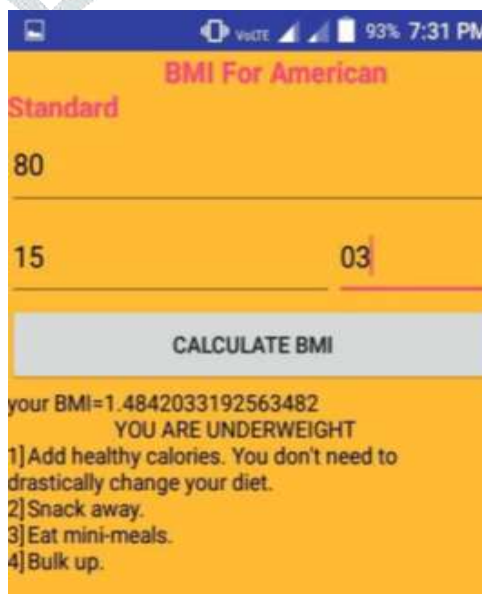 VoLTE 93% 7:31 PM
BMI For American
Standard
80
15 03
CALCULATE BMI
your BMI=1.4842033192563482
YOU ARE UNDERWEIGHT
1]Add healthy calories. You don't need to
drastically change your diet.
2]Snack away.
3]Eat mini-meals.
4]Bulk up.